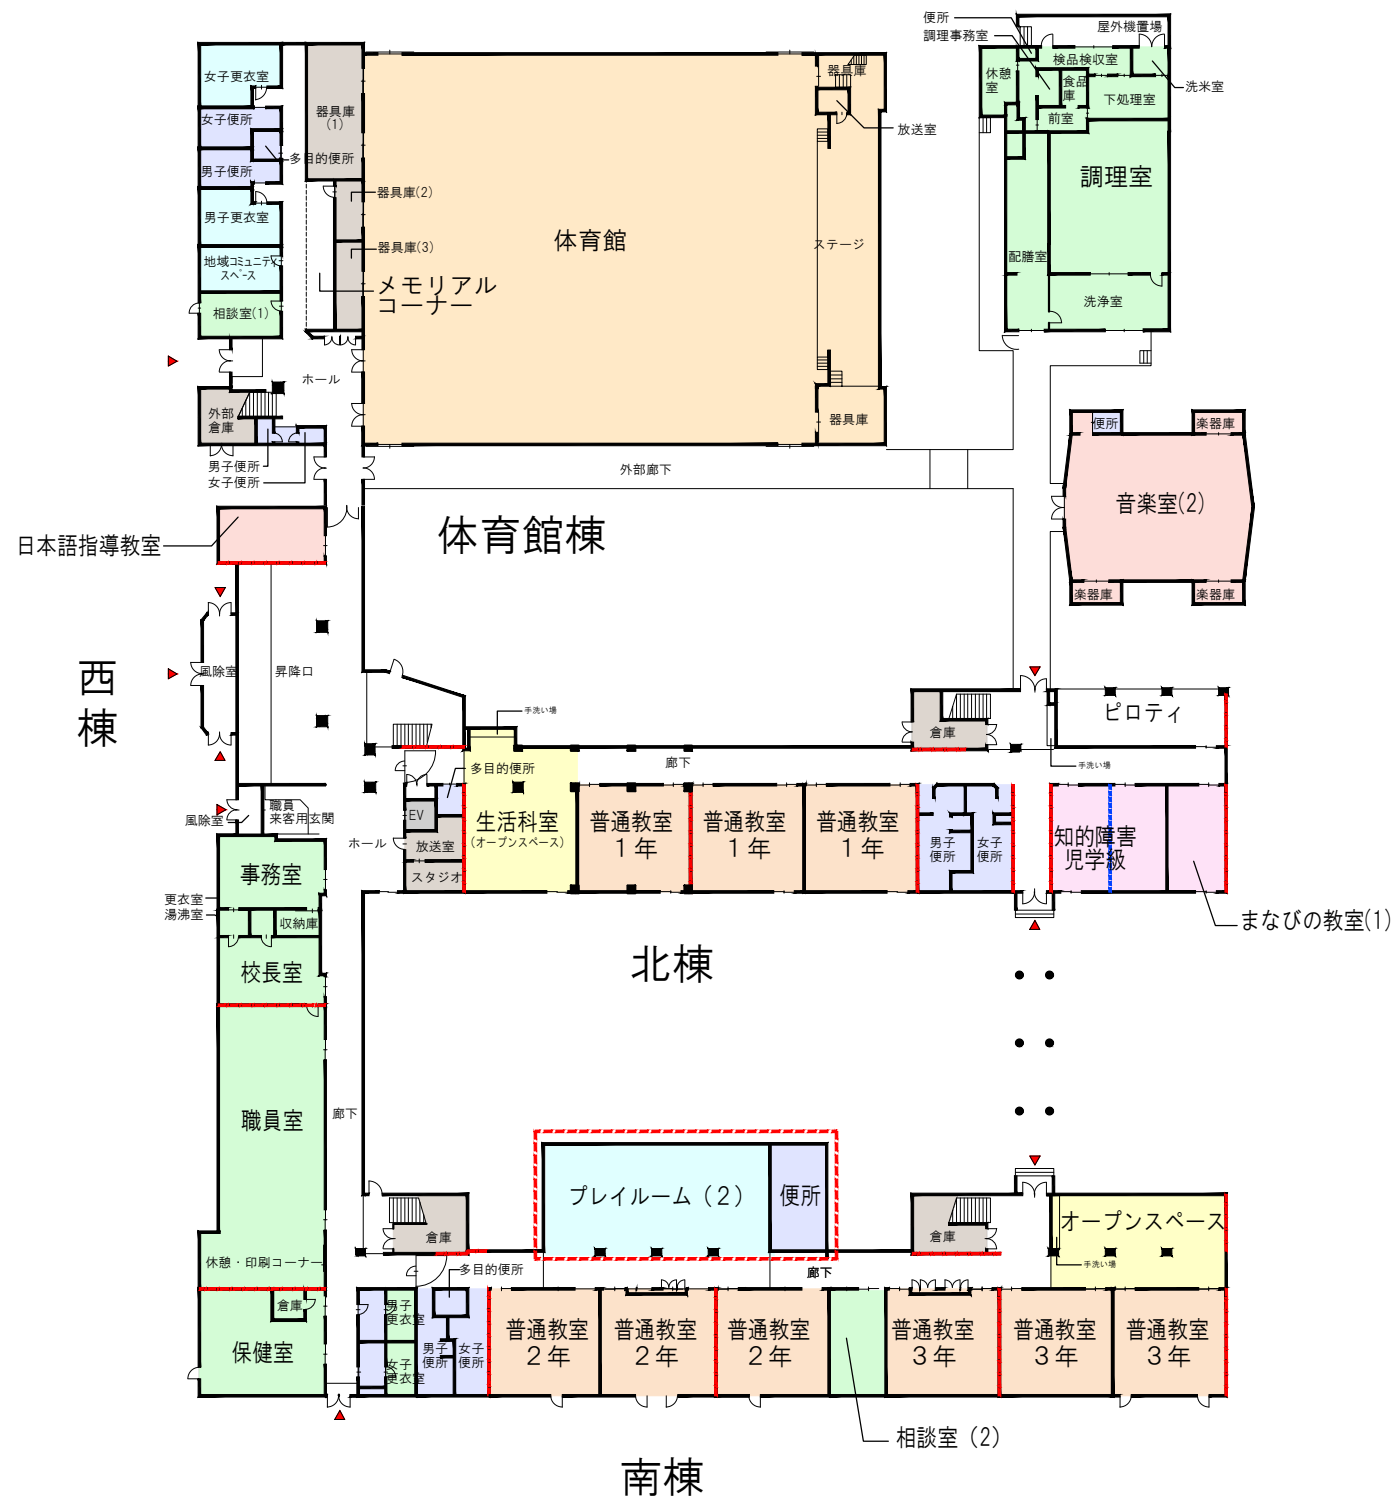 便所
屋外機置場
調理事務室
検品検収室
休憩
室
食品
庫
洗米室
下処理室
前室
調理室
配膳室
洗浄室
女子更衣室
器具庫
(1)
女子便所
多目的便所
男子便所
器具庫(2)
男子更衣室
器具庫(3)
地域コミュニティ
スペース
メモリアル
コーナー
相談室(1)
体育館
ステージ
器具庫
放送室
ホール
外部
倉庫
器具庫
男子便所
女子便所
外部廊下
便所
楽器庫
音楽室(2)
楽器庫
楽器庫
体育館棟
日本語指導教室
西
棟
風除室
昇降口
手洗い場
倉庫
ピロティ
手洗い場
廊下
多目的便所
職員
来客用玄関
風除室
ホール
EV
放送室
スタジオ
生活科室
(オープンスペース)
普通教室
1年
普通教室
1年
普通教室
1年
男子
便所
女子
便所
知的障害
児学級
まなびの教室(1)
事務室
更衣室
湯沸室
収納庫
校長室
北棟
職員室
廊下
休憩・印刷コーナー
プレイルーム(2)
便所
倉庫
倉庫
オープンスペース
手洗い場
廊下
多目的便所
倉庫
保健室
男子
更衣室
女子
更衣室
男子
便所
女子
便所
普通教室
2年
普通教室
2年
普通教室
2年
普通教室
3年
普通教室
3年
普通教室
3年
相談室(2)
南棟